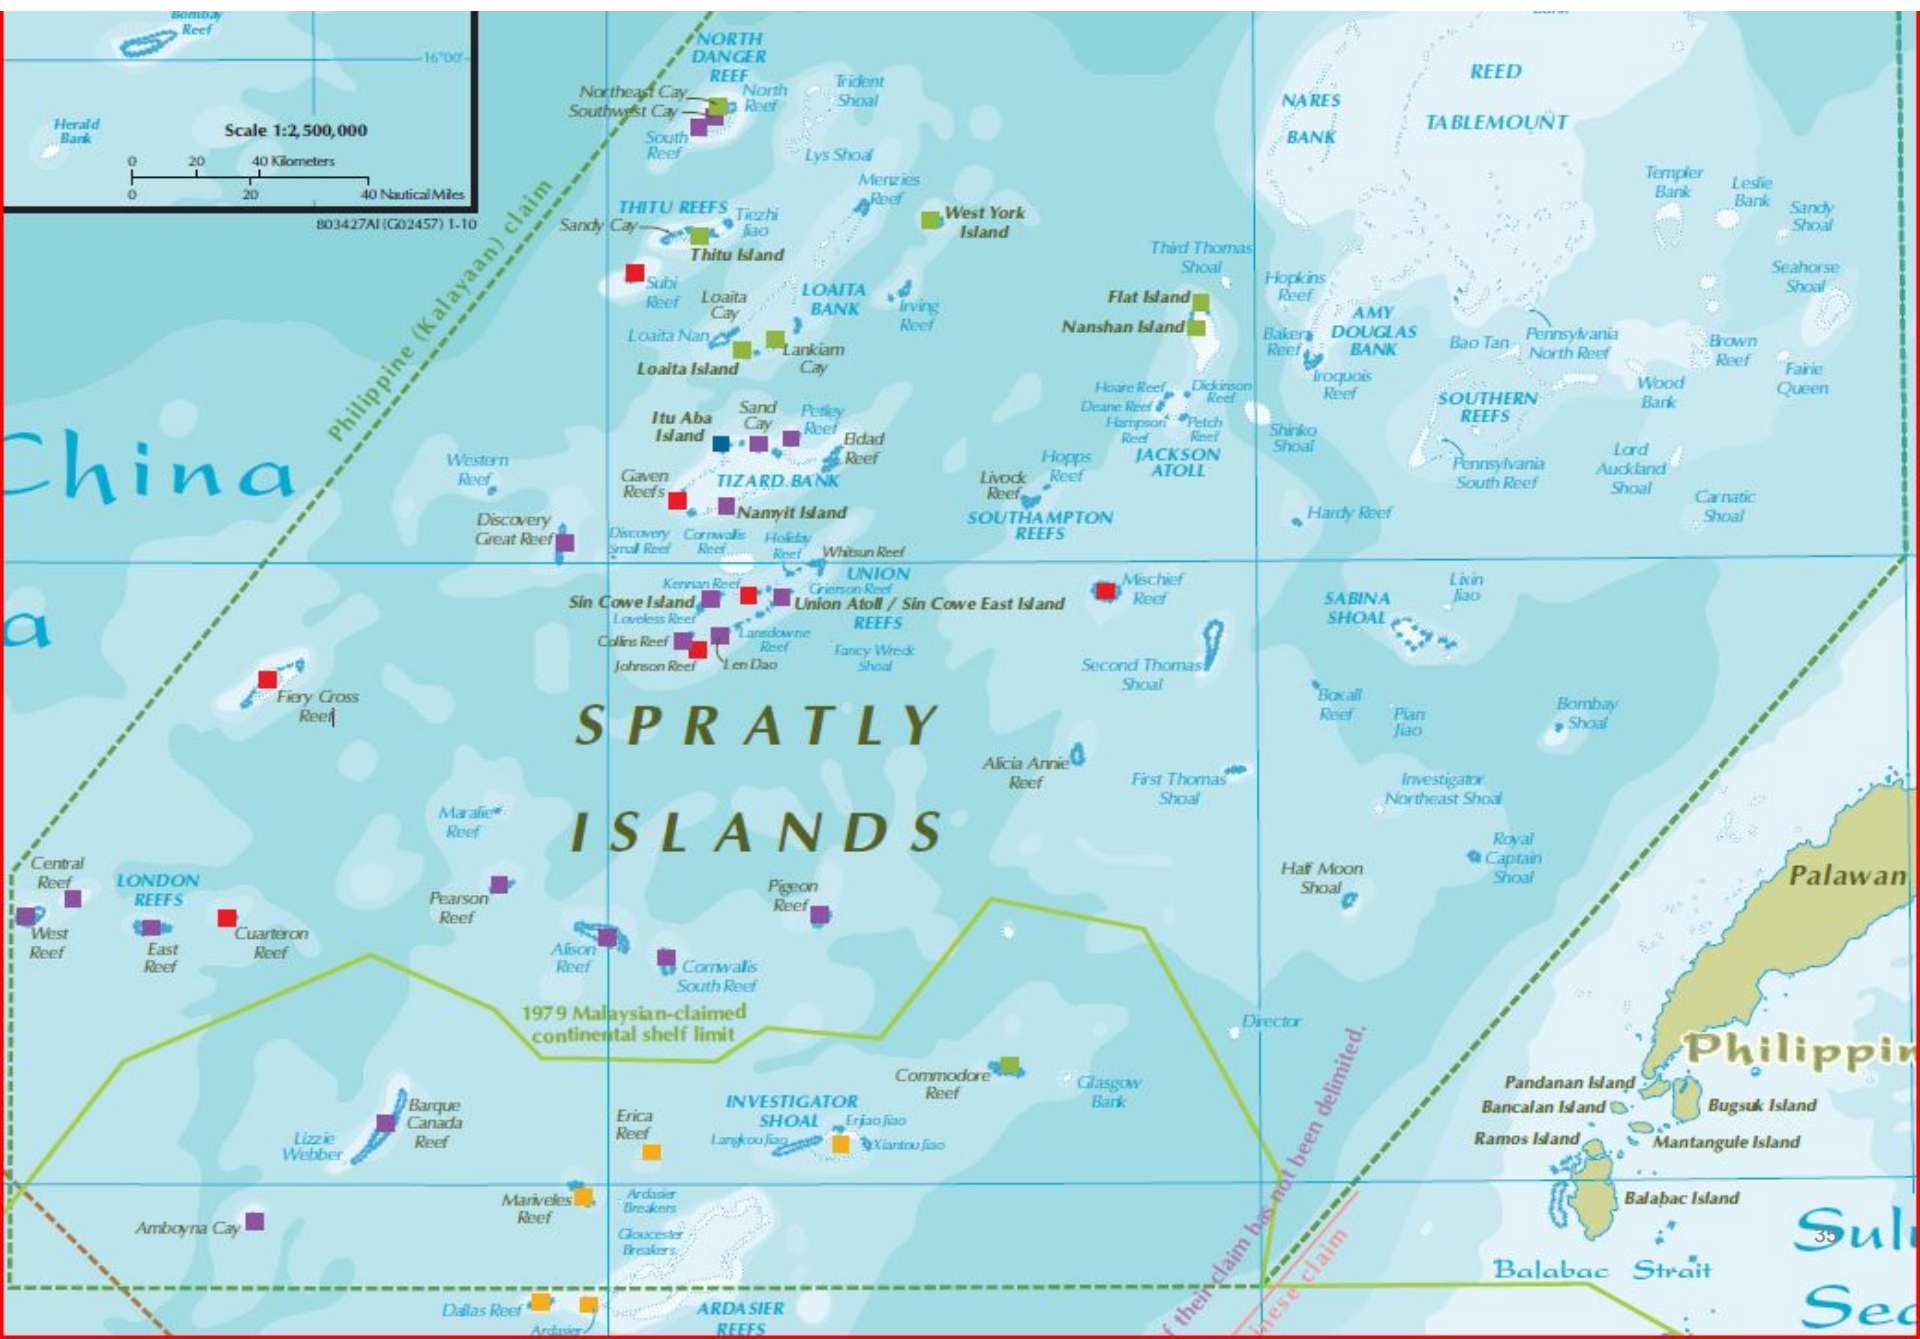 Bombay
Reef
16°00'
Herald
Bank
Scale 1:2,500,000
0 20 40 Kilometers
0 20 40 Nautical Miles
803427AI (G02457) 1-10
Philippine (Kalayaan) claim
NORTH
DANGER
REEF
Northeast Cay
Southwest Cay
North
Reef
South
Reef
Trident
Shoal
Lys Shoal
Menzies
Reef
THITU REEFS
Sandy Cay
Tiezhi
Jiao
Thitu Island
West York
Island
Subi
Reef
Loaita
Cay
LOAITA
BANK
Irving
Reef
Loaita Nan
Lankiam
Cay
Loaita Island
NARES
BANK
REED
TABLEMOUNT
Templer
Bank
Leslie
Bank
Sandy
Shoal
Seahorse
Shoal
Third Thomas
Shoal
Hopkins
Reef
Flat Island
Nanshan Island
Baker
Reef
AMY
DOUGLAS
BANK
Iroquois
Reef
Bao Tan
Pennsylvania
North Reef
Brown
Reef
Fairie
Queen
Wood
Bank
SOUTHERN
REEFS
Hoare Reef
Dickinson
Reef
Deane Reef
Hampson
Reef
Petch
Reef
JACKSON
ATOLL
Shinko
Shoal
Pennsylvania
South Reef
Lord
Auckland
Shoal
Carnatic
Shoal
China
Itu Aba
Island
Sand
Cay
Petley
Reef
Eldad
Reef
Gaven
Reefs
TIZARD BANK
Namyit Island
Western
Reef
Discovery
Great Reef
Discovery
Small Reef
Cornwallis
Reef
Holiday
Reef
Whitsun Reef
Livock
Reef
Hopps
Reef
SOUTHAMPTON
REEFS
Hardy Reef
a
Kennan Reef
UNION
Grierson Reef
Sin Cowe Island
Union Atoll / Sin Cowe East Island
Loveless Reef
REEFS
Collins Reef
Lansdowne
Reef
Johnson Reef
Len Dao
Fancy Wreck
Shoal
Mischief
Reef
SABINA
SHOAL
Lixin
Jiao
Second Thomas
Shoal
Fiery Cross
Reef
SPRATLY
ISLANDS
Boxall
Reef
Pian
Jiao
Bombay
Shoal
Alicia Annie
Reef
First Thomas
Shoal
Investigator
Northeast Shoal
Maralie
Reef
Royal
Captain
Shoal
Half Moon
Shoal
Palawan
Central
Reef
LONDON
REEFS
West
Reef
East
Reef
Cuarteron
Reef
Pearson
Reef
Pigeon
Reef
Alison
Reef
Cornwallis
South Reef
1979 Malaysian-claimed
continental shelf limit
Director
Philippin
Commodore
Reef
Glasgow
Bank
Pandanan Island
Bancalan Island
Bugsuk Island
Ramos Island
Mantangule Island
Balabac Island
Barque
Canada
Reef
Lizzie
Webber
Erica
Reef
INVESTIGATOR
SHOAL
Erjiao Jiao
Langkou Jiao
Xiantou Jiao
Mariveles
Reef
Ardasier
Breakers
Amboyna Cay
Gloucester
Breakers
35
Sulu
Sea
Balabac Strait
Dallas Reef
Ardasier
ARDASIER
REEFS
f their claim has not been delimited.
inese claim